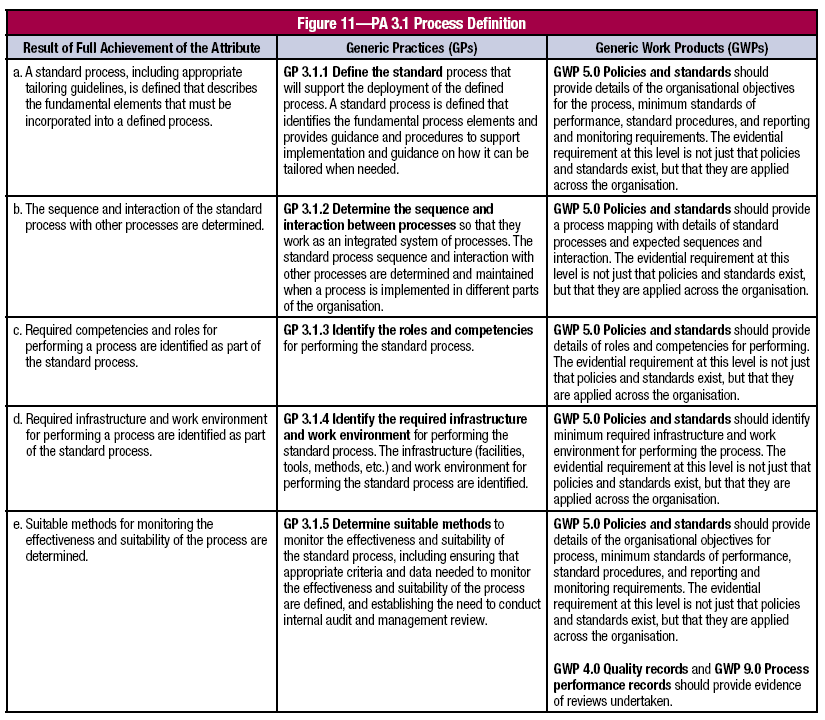 Figure 11—PA 3.1 Process Definition
Result of Full Achievement of the Attribute
Generic Practices (GPs)
Generic Work Products (GWPs)
a. A standard process, including appropriate
tailoring guidelines, is defined that describes
the fundamental elements that must be
incorporated into a defined process.
GP 3.1.1 Define the standard process that
will support the deployment of the defined
process. A standard process is defined that
identifies the fundamental process elements and
provides guidance and procedures to support
implementation and guidance on how it can be
tailored when needed.
GWP 5.0 Policies and standards should
provide details of the organisational objectives
for the process, minimum standards of
performance, standard procedures, and reporting
and monitoring requirements. The evidential
requirement at this level is not just that policies
and standards exist, but that they are applied
across the organisation.
b. The sequence and interaction of the standard
process with other processes are determined.
GP 3.1.2 Determine the sequence and
interaction between processes so that they
work as an integrated system of processes. The
standard process sequence and interaction with
other processes are determined and maintained
when a process is implemented in different parts
of the organisation.
GWP 5.0 Policies and standards should provide
a process mapping with details of standard
processes and expected sequences and
interaction. The evidential requirement at this
level is not just that policies and standards exist,
but that they are applied across the organisation.
c. Required competencies and roles for
performing a process are identified as part of
the standard process.
GP 3.1.3 Identify the roles and competencies
for performing the standard process.
GWP 5.0 Policies and standards should provide
details of roles and competencies for performing.
The evidential requirement at this level is not just
that policies and standards exist, but that they
are applied across the organisation.
d. Required infrastructure and work environment
for performing a process are identified as part
of the standard process.
GP 3.1.4 Identify the required infrastructure
and work environment for performing the
standard process. The infrastructure (facilities,
tools, methods, etc.) and work environment for
performing the standard process are identified.
GWP 5.0 Policies and standards should identify
minimum required infrastructure and work
environment for performing the process. The
evidential requirement at this level is not just that
policies and standards exist, but that they are
applied across the organisation.
e. Suitable methods for monitoring the
effectiveness and suitability of the process are
determined.
GP 3.1.5 Determine suitable methods to
monitor the effectiveness and suitability of
the standard process, including ensuring that
appropriate criteria and data needed to monitor
the effectiveness and suitability of the process
are defined, and establishing the need to conduct
internal audit and management review.
GWP 5.0 Policies and standards should provide
details of the organisational objectives for
process, minimum standards of performance,
standard procedures, and reporting and
monitoring requirements. The evidential
requirement at this level is not just that policies
and standards exist, but that they are applied
across the organisation.
GWP 4.0 Quality records and GWP 9.0 Process
performance records should provide evidence
of reviews undertaken.